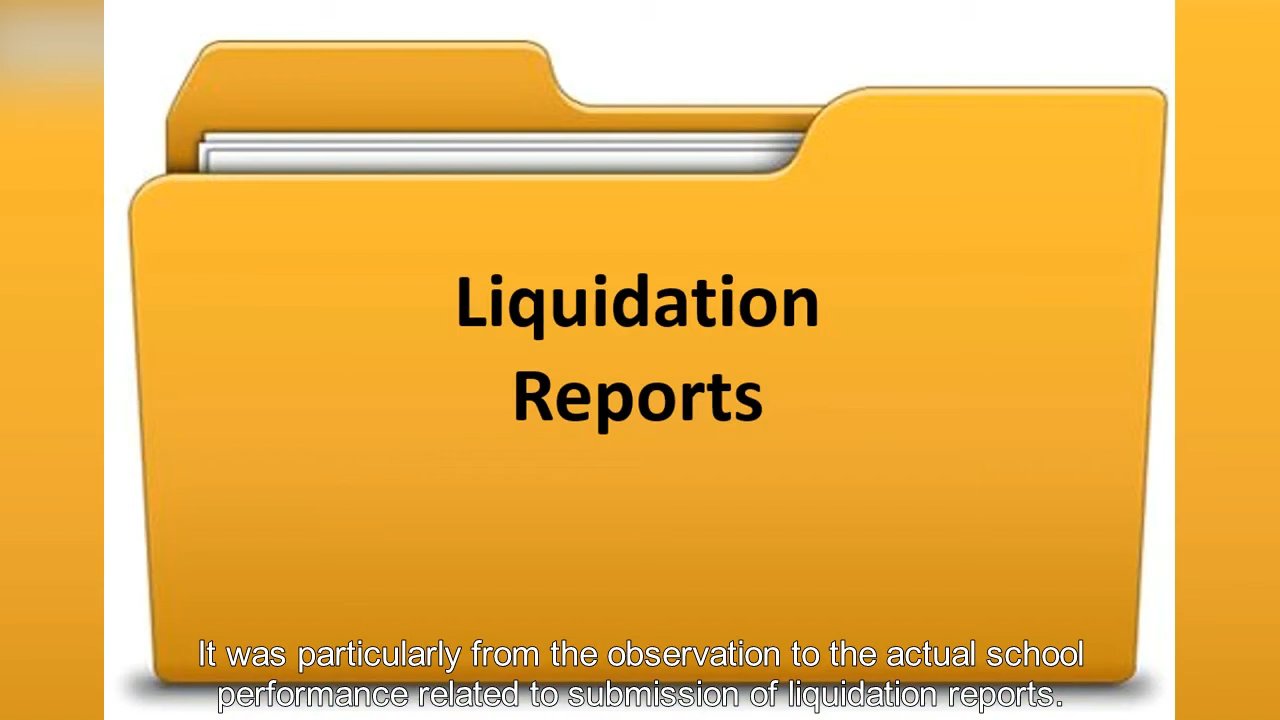 Liquidation
Reports
It was particularly from the observation to the actual school
performance related to submission of liquidation reports.